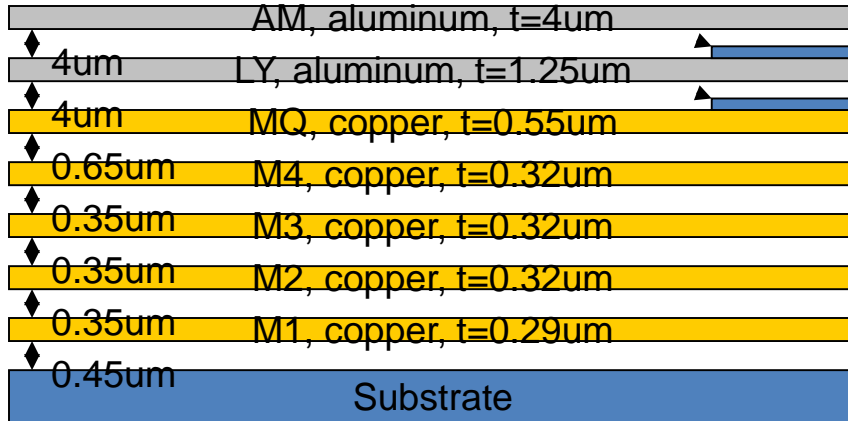 AM, aluminum, t=4um
4um
LY, aluminum, t=1.25um
4um
MQ, copper, t=0.55um
0.65um
M4, copper, t=0.32um
0.35um
M3, copper, t=0.32um
0.35um
M2, copper, t=0.32um
0.35um
M1, copper, t=0.29um
0.45um
Substrate